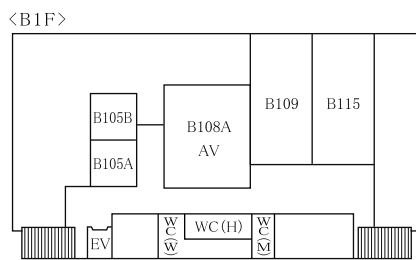 <B1F>
B105B
B105A
B108A
AV
B109
B115
EV
WC(W)
WC(H)
WC(M)